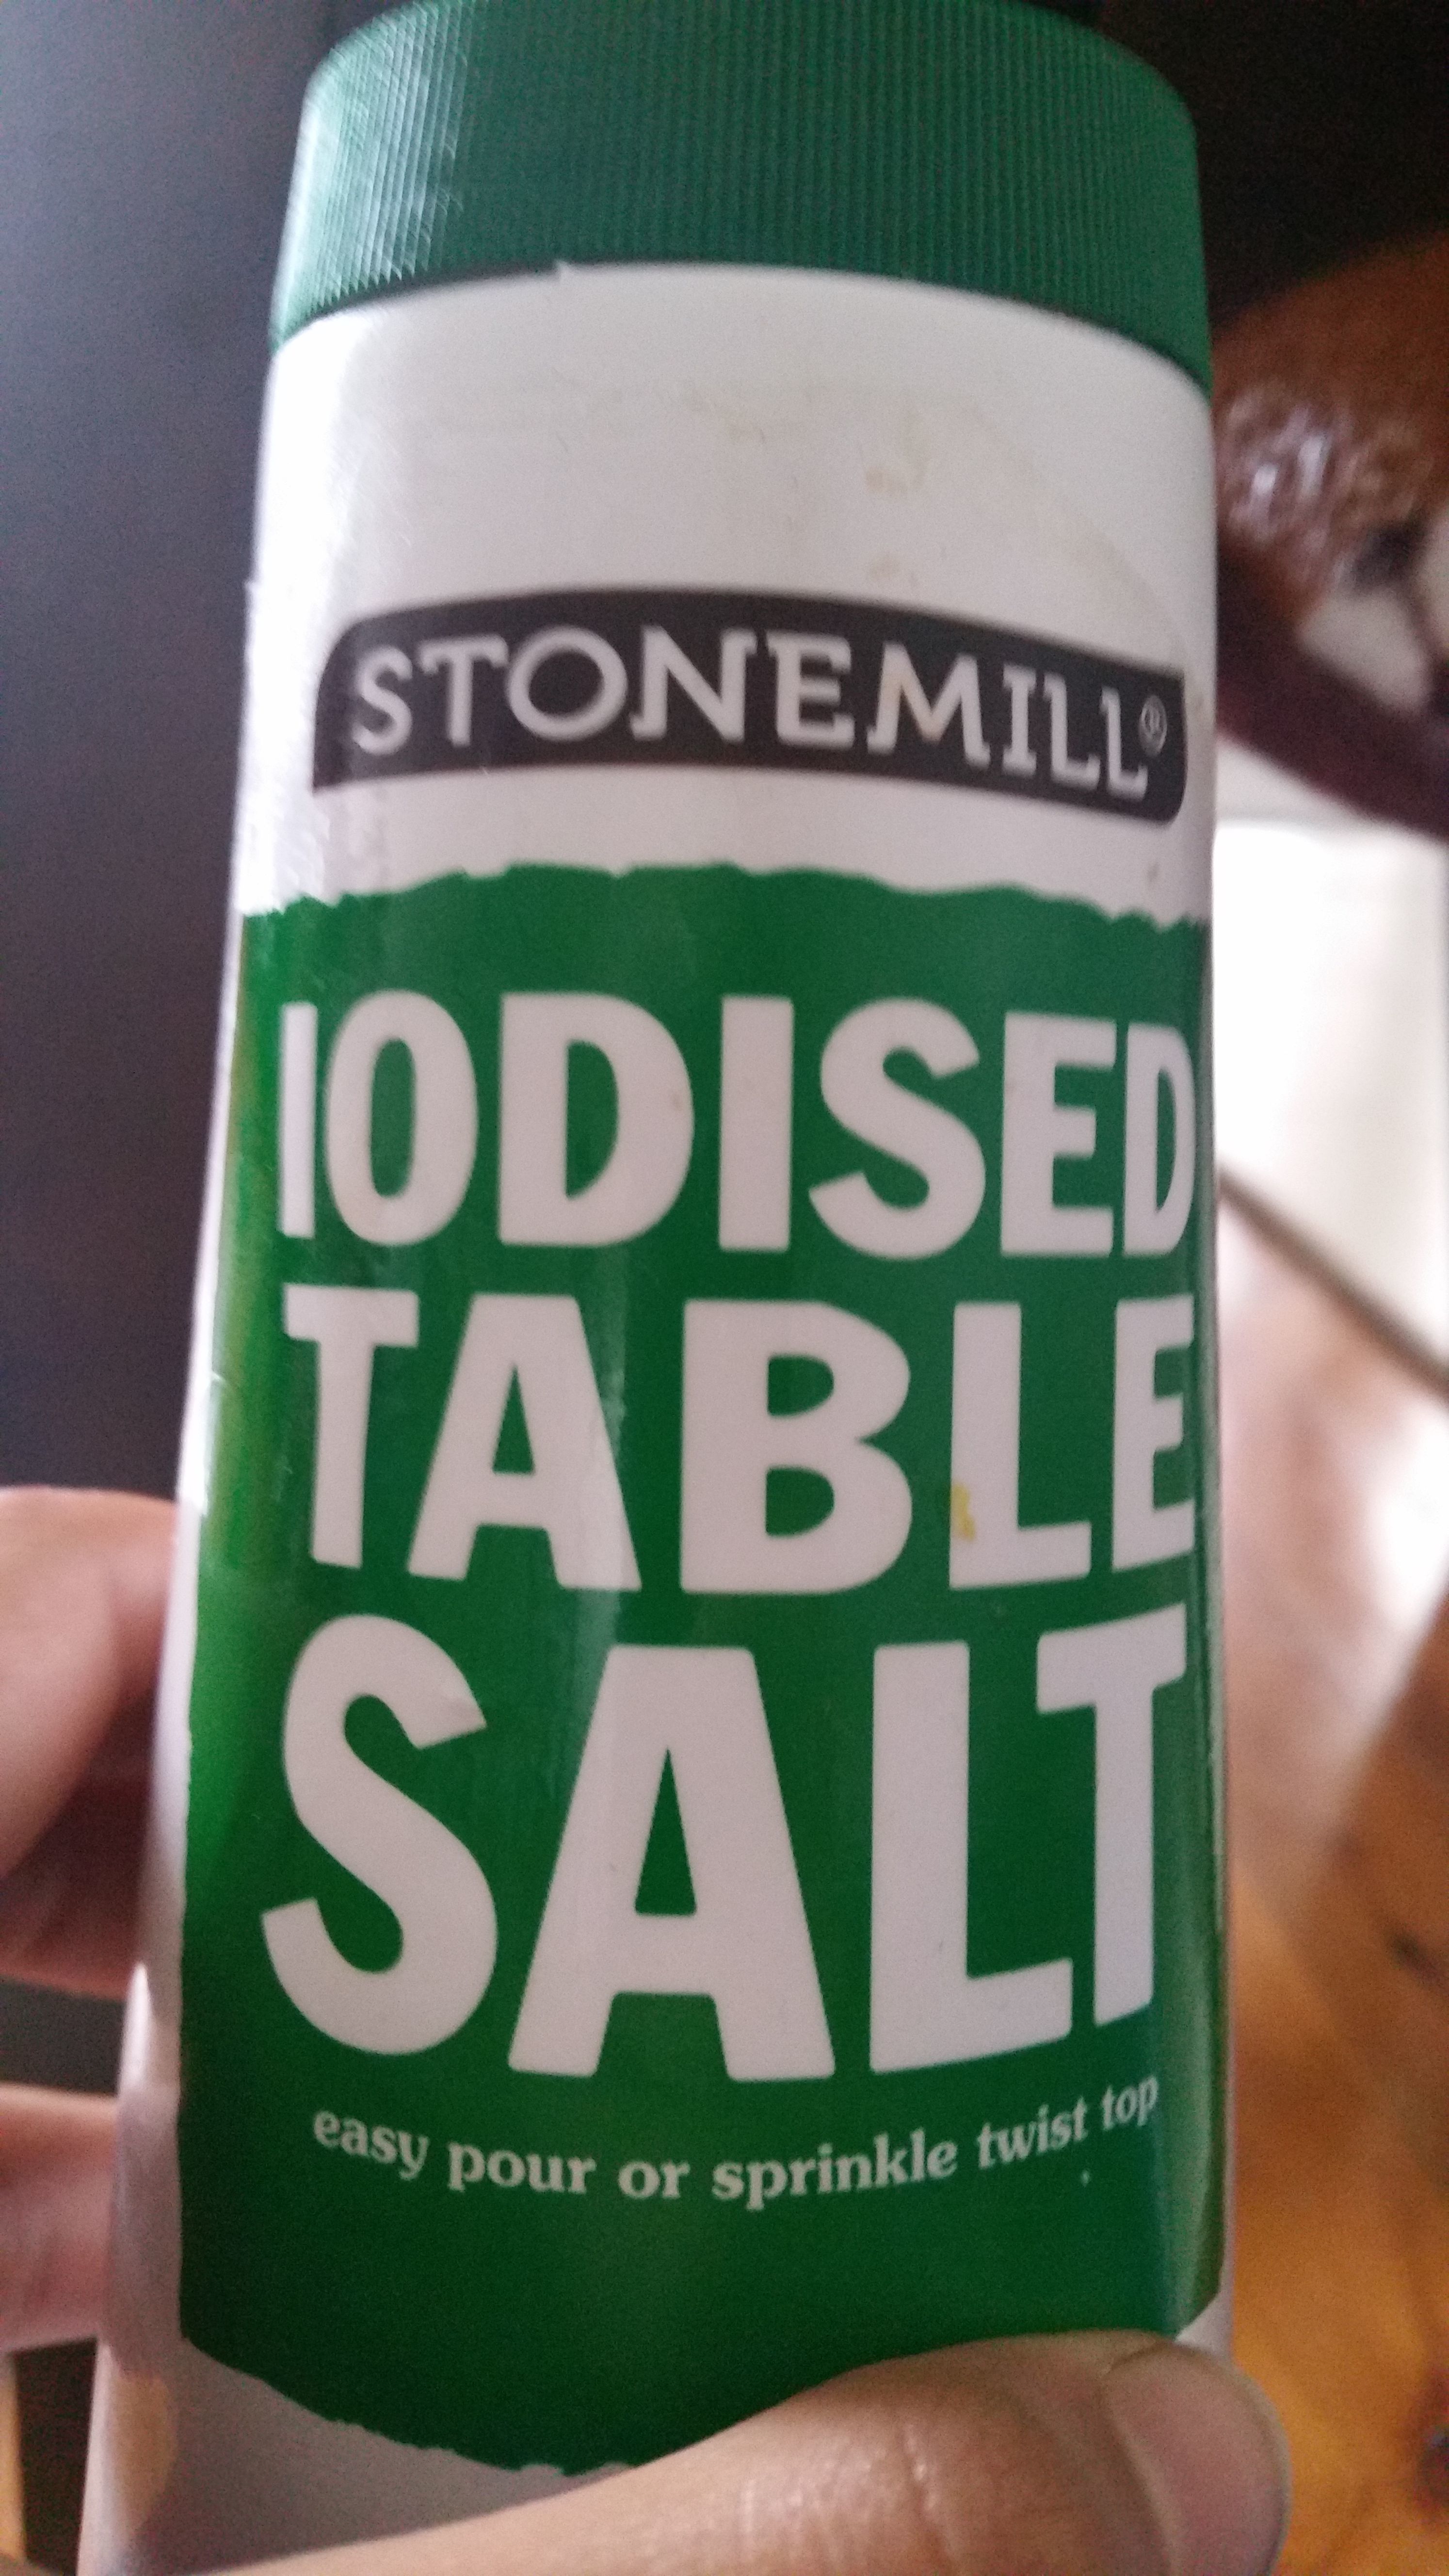 STONEMILL®
IODISED
TABLE
SALT
easy pour or sprinkle twist top